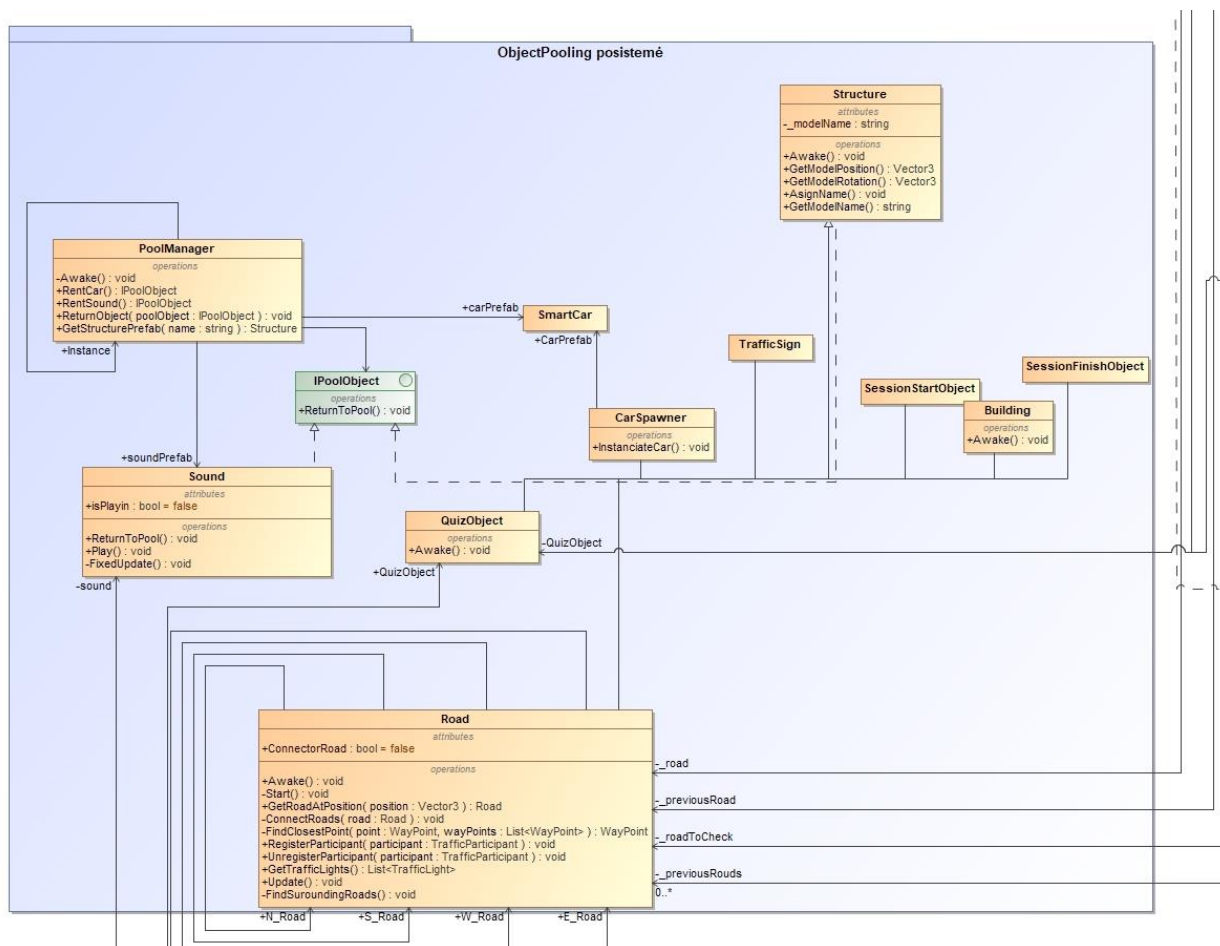 ObjectPooling posistemė
Structure
attributes
-_modelName : string
operations
+Awake() : void
+GetModelPosition() : Vector3
+GetModelRotation() : Vector3
+AsignName() : void
+GetModelName() : string
PoolManager
operations
-Awake() : void
+RentCar() : IPoolObject
+RentSound() : IPoolObject
+ReturnObject( poolObject : IPoolObject ) : void
+GetStructurePrefab( name : string ) : Structure
+Instance
+carPrefab
SmartCar
+CarPrefab
TrafficSign
SessionFinishObject
IPoolObject
operations
+ReturnToPool() : void
SessionStartObject
Building
operations
+Awake() : void
CarSpawner
operations
+InstanciateCar() : void
+soundPrefab
Sound
attributes
+isPlayin : bool = false
operations
+ReturnToPool() : void
+Play() : void
-FixedUpdate() : void
-sound
QuizObject
operations
+Awake() : void
-QuizObject
+QuizObject
Road
attributes
+ConnectorRoad : bool = false
operations
+Awake() : void
-Start() : void
+GetRoadAtPosition( position : Vector3 ) : Road
-ConnectRoads( road : Road ) : void
-FindClosestPoint( point : WayPoint, wayPoints : List<WayPoint> ) : WayPoint
+RegisterParticipant( participant : TrafficParticipant ) : void
+UnregisterParticipant( participant : TrafficParticipant ) : void
+GetTrafficLights() : List<TrafficLight>
+Update() : void
-FindSuroundingRoads() : void
-_road
-_previousRoad
-_roadToCheck
-_previousRouds
0..*
+N_Road
+S_Road
+W_Road
+E_Road